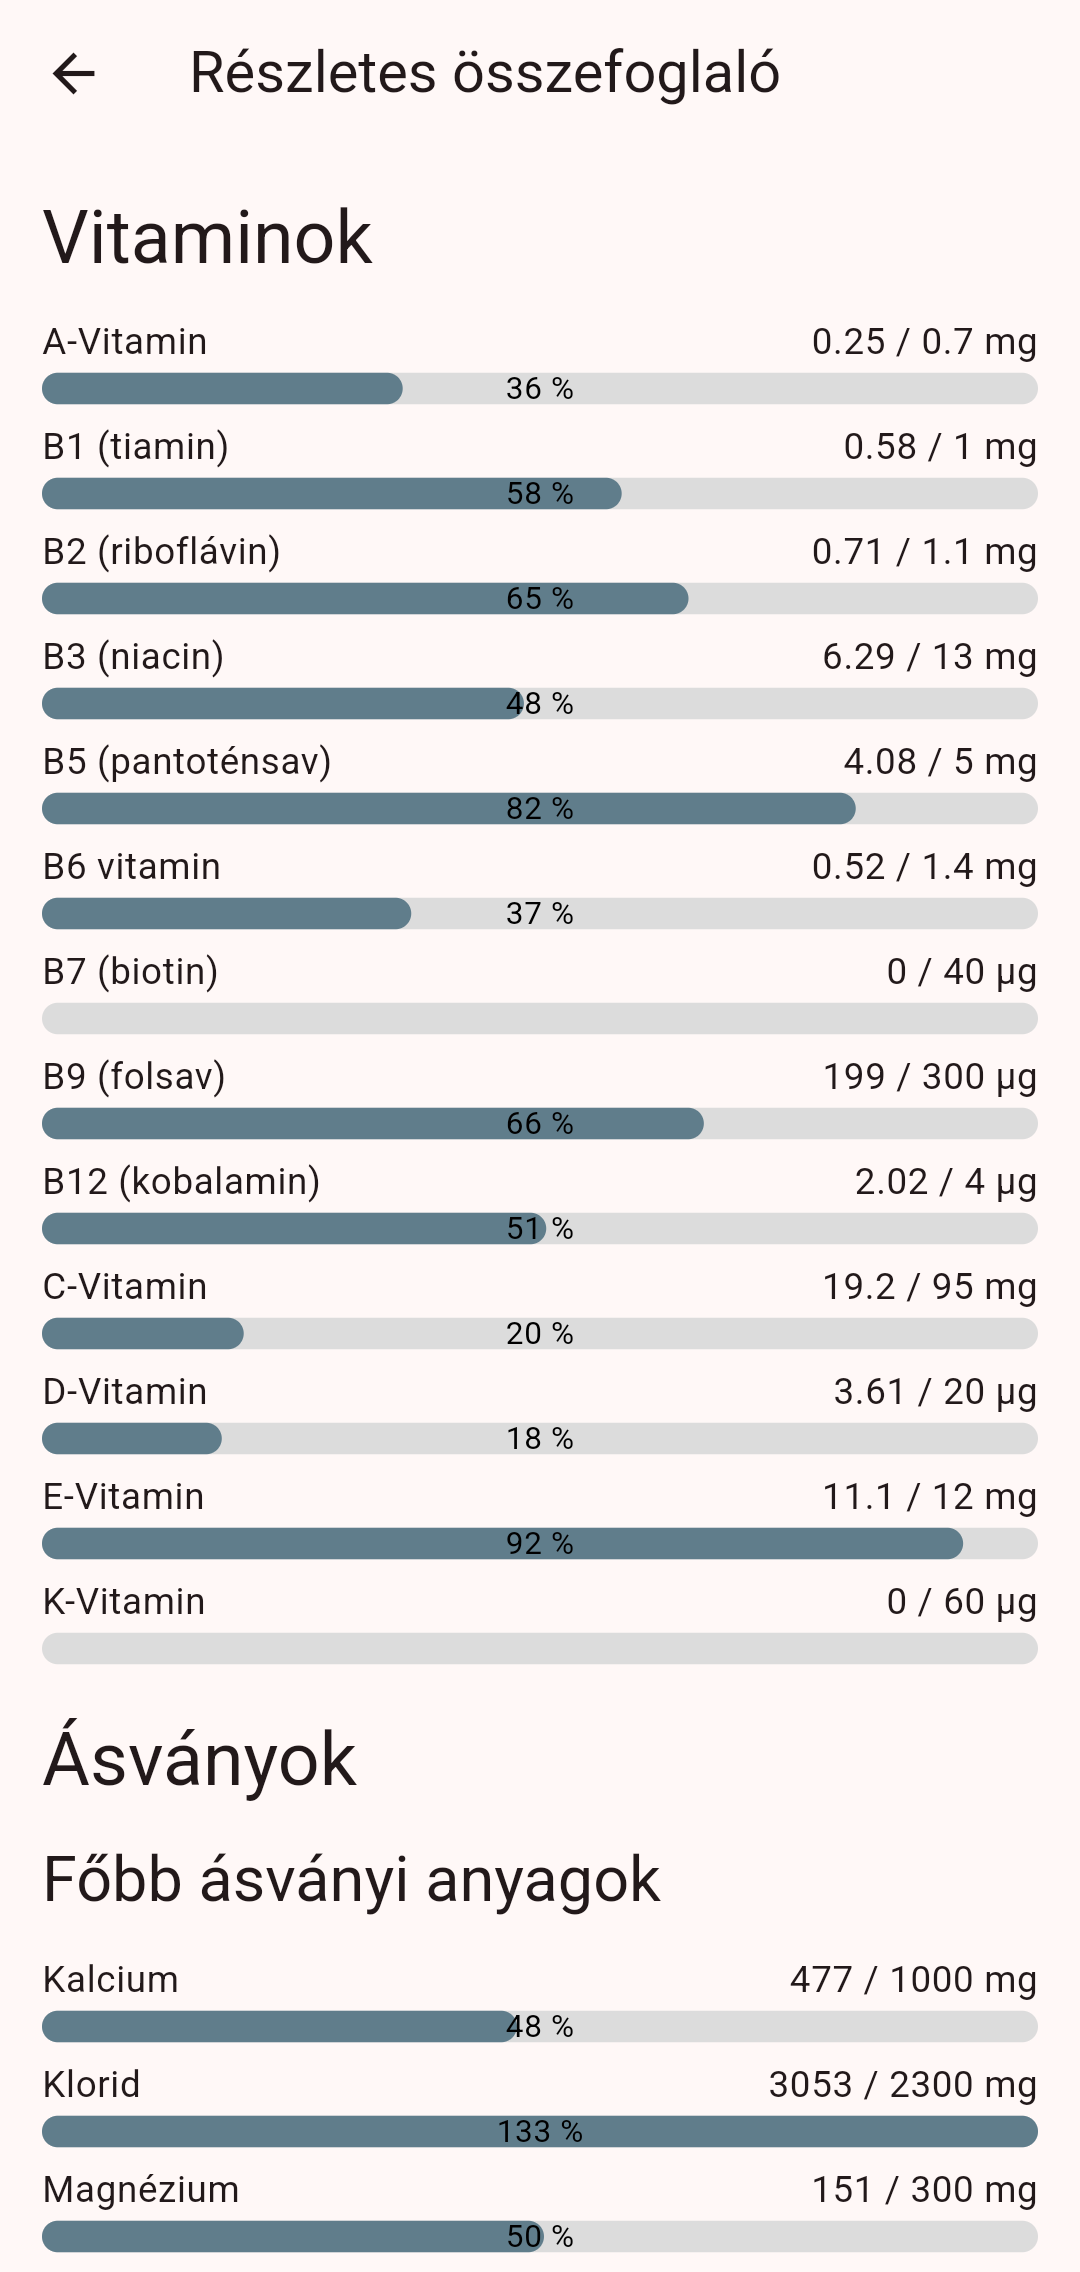 Részletes összefoglaló
Vitaminok
A-Vitamin 0.25 / 0.7 mg
36 %
B1 (tiamin) 0.58 / 1 mg
58 %
B2 (riboflávin) 0.71 / 1.1 mg
65 %
B3 (niacin) 6.29 / 13 mg
48 %
B5 (pantoténsav) 4.08 / 5 mg
82 %
B6 vitamin 0.52 / 1.4 mg
37 %
B7 (biotin) 0 / 40 µg
B9 (folsav) 199 / 300 µg
66 %
B12 (kobalamin) 2.02 / 4 µg
51 %
C-Vitamin 19.2 / 95 mg
20 %
D-Vitamin 3.61 / 20 µg
18 %
E-Vitamin 11.1 / 12 mg
92 %
K-Vitamin 0 / 60 µg
Ásványok
Főbb ásványi anyagok
Kalcium 477 / 1000 mg
48 %
Klorid 3053 / 2300 mg
133 %
Magnézium 151 / 300 mg
50 %